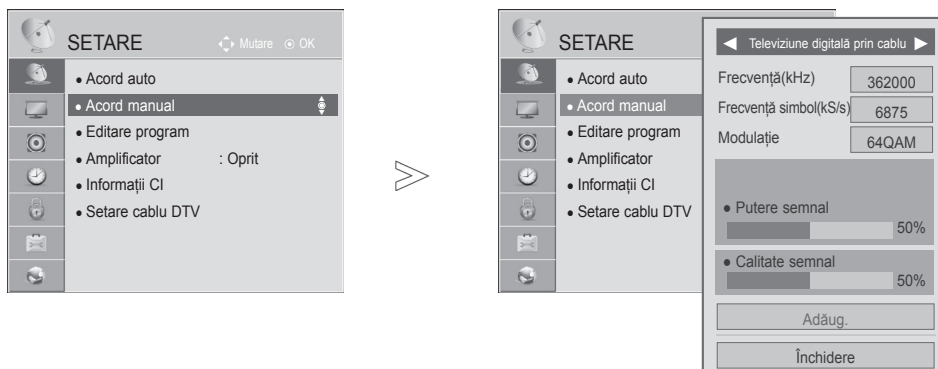 SETARE
Mutare OK
• Acord auto
• Acord manual
• Editare program
• Amplificator : Oprit
• Informații CI
• Setare cablu DTV
SETARE
• Acord auto
• Acord manual
• Editare program
• Amplificator
• Informații CI
• Setare cablu DTV
◀ Televiziune digitală prin cablu ▶
Frecvență(kHz) 362000
Frecvență simbol(kS/s) 6875
Modulație 64QAM
• Putere semnal
50%
• Calitate semnal
50%
Adăug.
Închidere